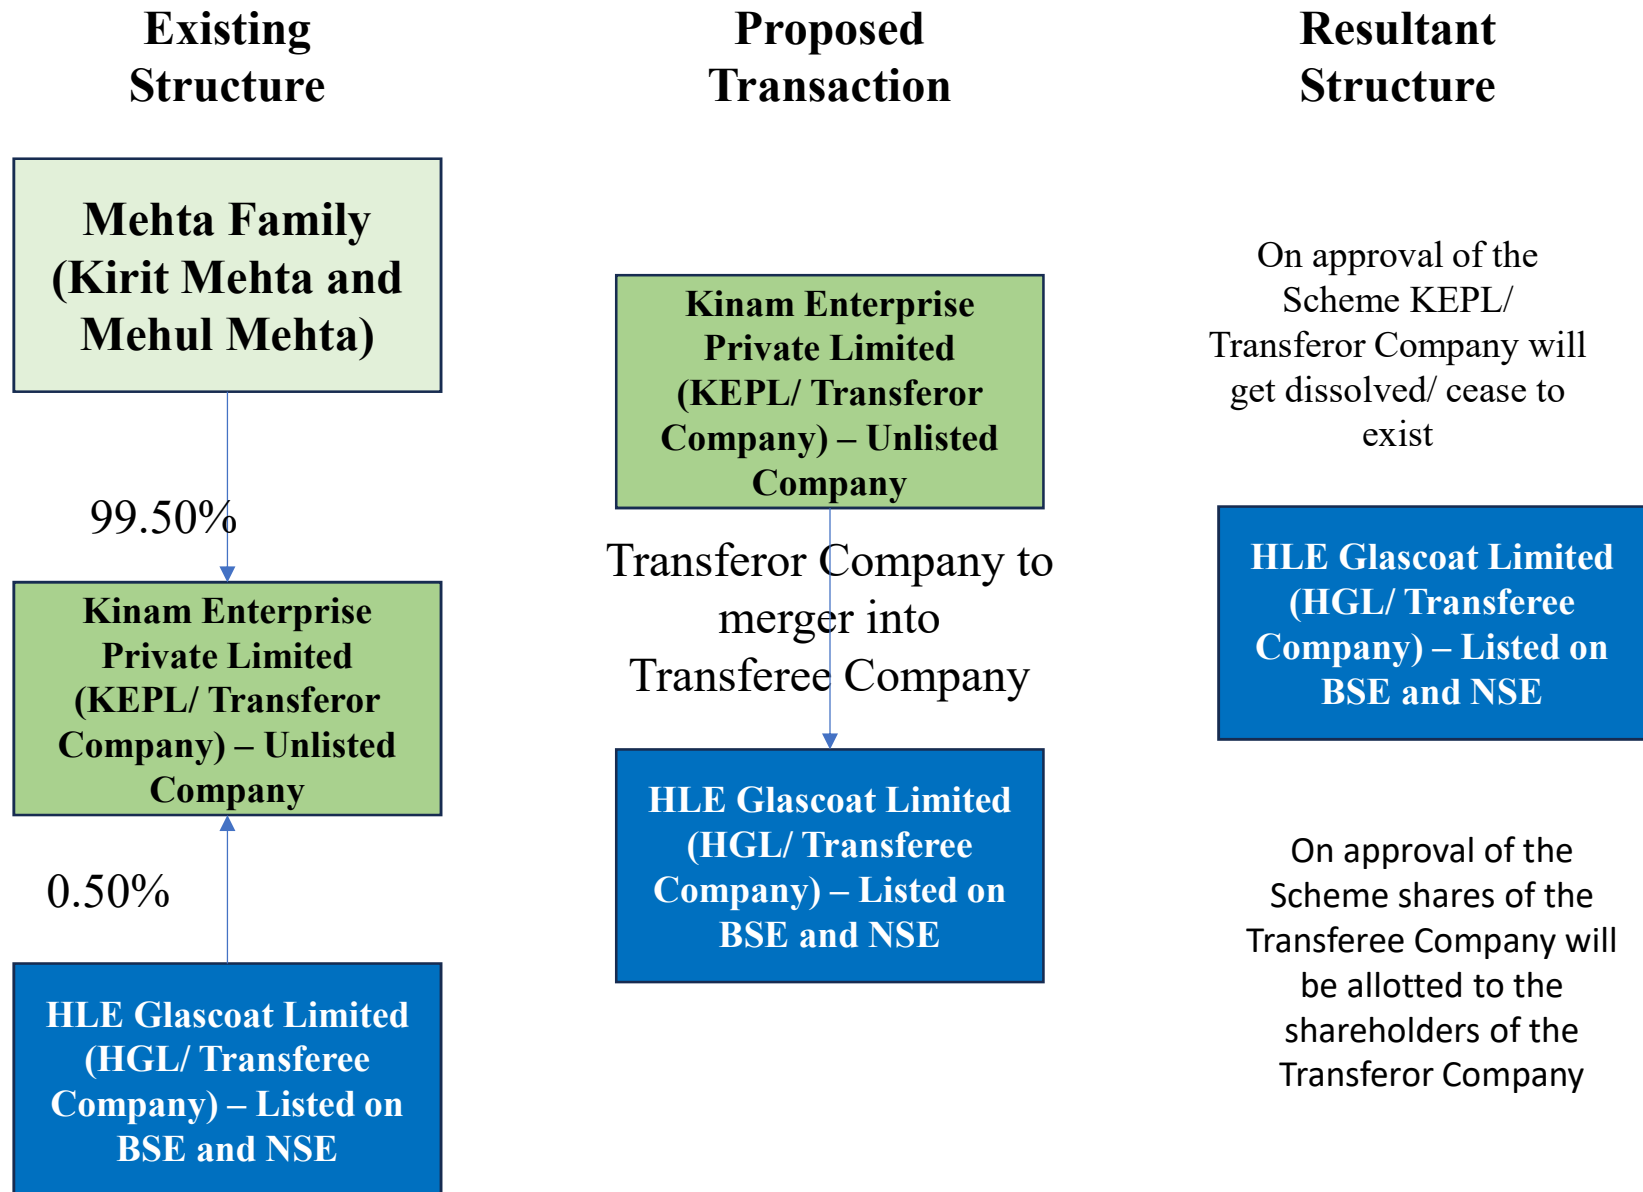 Existing
Structure
Mehta Family
(Kirit Mehta and
Mehul Mehta)
99.50%
Kinam Enterprise
Private Limited
(KEPL/ Transferor
Company) – Unlisted
Company
0.50%
HLE Glascoat Limited
(HGL/ Transferee
Company) – Listed on
BSE and NSE
Proposed
Transaction
Kinam Enterprise
Private Limited
(KEPL/ Transferor
Company) – Unlisted
Company
Transferor Company to
merger into
Transferee Company
HLE Glascoat Limited
(HGL/ Transferee
Company) – Listed on
BSE and NSE
Resultant
Structure
On approval of the
Scheme KEPL/
Transferor Company will
get dissolved/ cease to
exist
HLE Glascoat Limited
(HGL/ Transferee
Company) – Listed on
BSE and NSE
On approval of the
Scheme shares of the
Transferee Company will
be allotted to the
shareholders of the
Transferor Company